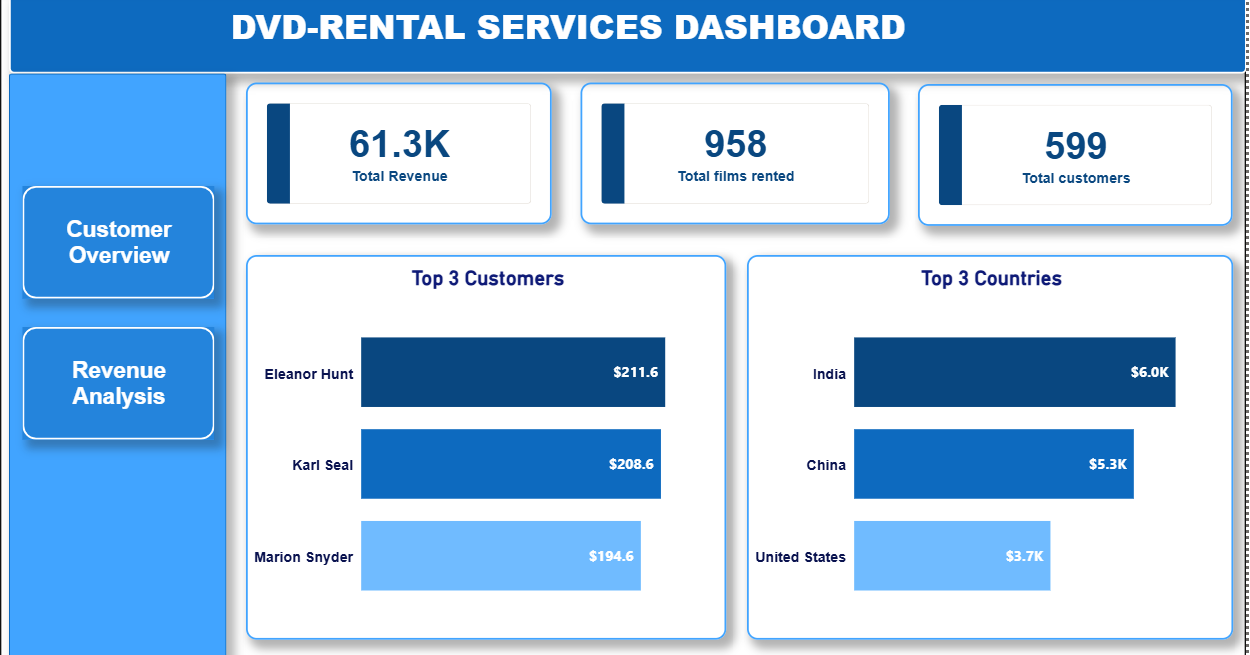 DVD-RENTAL SERVICES DASHBOARD
61.3K
Total Revenue
958
Total films rented
599
Total customers
Customer
Overview
Revenue
Analysis
Top 3 Customers
Eleanor Hunt
$211.6
Karl Seal
$208.6
Marion Snyder
$194.6
Top 3 Countries
India
$6.0K
China
$5.3K
United States
$3.7K